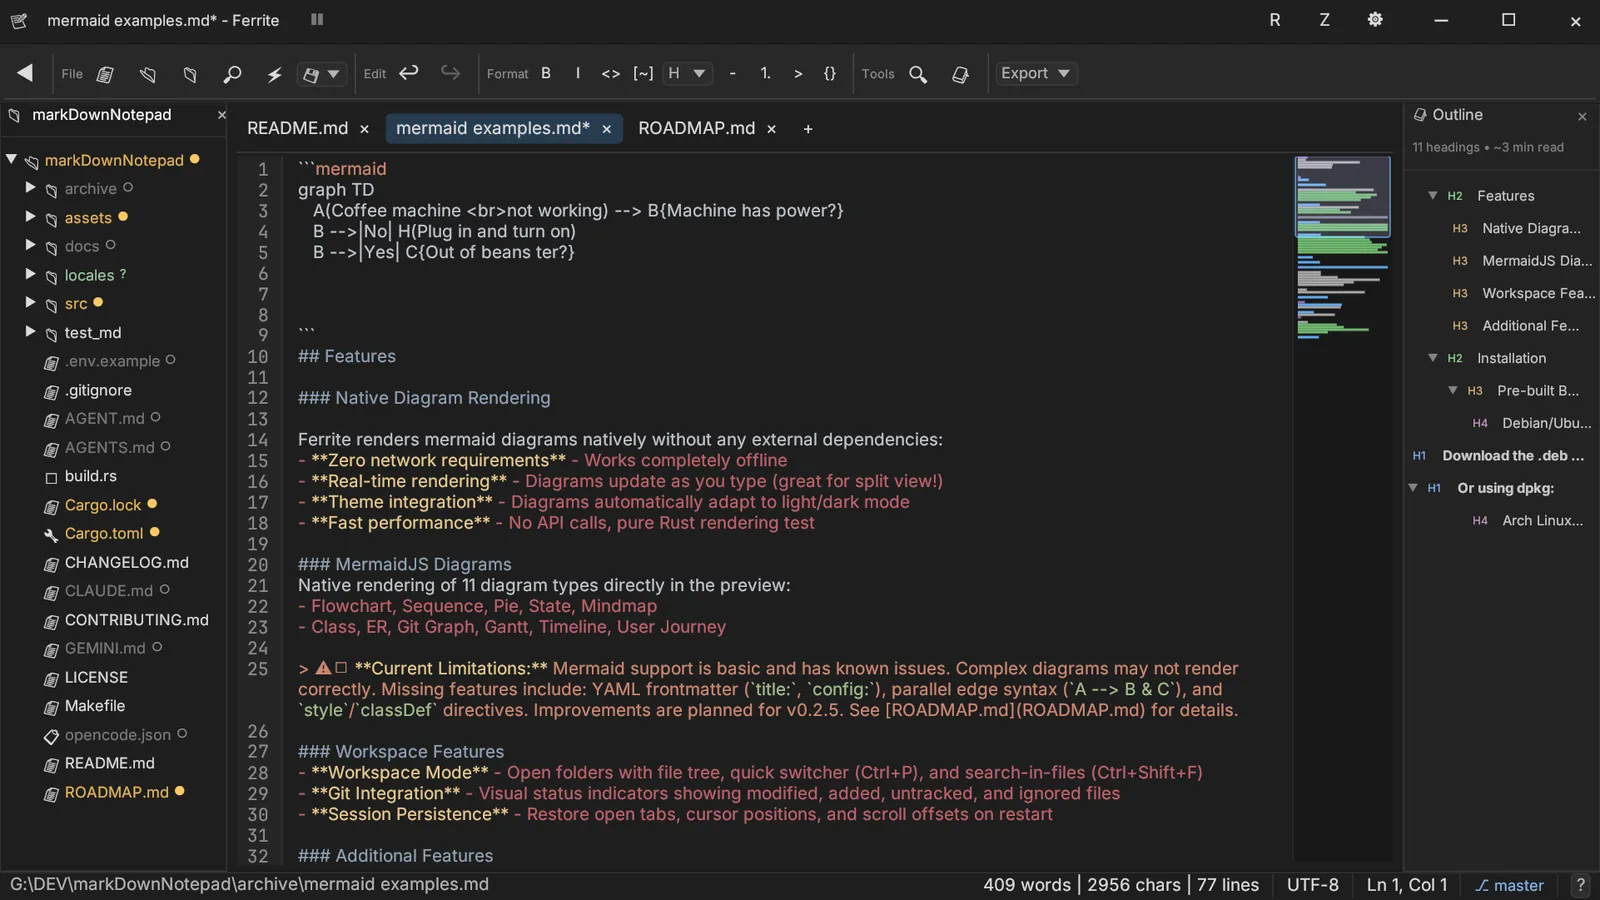 mermaid examples.md* - Ferrite
R Z
File Edit Format B I <> [~] H - 1. > {} Tools Export
markDownNotepad ×
markDownNotepad
archive
assets
docs
locales ?
src
test_md
.env.example
.gitignore
AGENT.md
AGENTS.md
build.rs
Cargo.lock
Cargo.toml
CHANGELOG.md
CLAUDE.md
CONTRIBUTING.md
GEMINI.md
LICENSE
Makefile
opencode.json
README.md
ROADMAP.md
README.md × mermaid examples.md* × ROADMAP.md × +
1 ```mermaid
2 graph TD
3 A(Coffee machine <br>not working) --> B{Machine has power?}
4 B -->|No| H(Plug in and turn on)
5 B -->|Yes| C{Out of beans ter?}
6
7
8
9 ```
10 ## Features
11
12 ### Native Diagram Rendering
13
14 Ferrite renders mermaid diagrams natively without any external dependencies:
15 - **Zero network requirements** - Works completely offline
16 - **Real-time rendering** - Diagrams update as you type (great for split view!)
17 - **Theme integration** - Diagrams automatically adapt to light/dark mode
18 - **Fast performance** - No API calls, pure Rust rendering test
19
20 ### MermaidJS Diagrams
21 Native rendering of 11 diagram types directly in the preview:
22 - Flowchart, Sequence, Pie, State, Mindmap
23 - Class, ER, Git Graph, Gantt, Timeline, User Journey
24
25 > ⚠□ **Current Limitations:** Mermaid support is basic and has known issues. Complex diagrams may not render
correctly. Missing features include: YAML frontmatter (`title:`, `config:`), parallel edge syntax (`A --> B & C`), and
`style`/`classDef` directives. Improvements are planned for v0.2.5. See [ROADMAP.md](ROADMAP.md) for details.
26
27 ### Workspace Features
28 - **Workspace Mode** - Open folders with file tree, quick switcher (Ctrl+P), and search-in-files (Ctrl+Shift+F)
29 - **Git Integration** - Visual status indicators showing modified, added, untracked, and ignored files
30 - **Session Persistence** - Restore open tabs, cursor positions, and scroll offsets on restart
31
32 ### Additional Features
Outline ×
11 headings • ~3 min read
H2 Features
H3 Native Diagra...
H3 MermaidJS Dia...
H3 Workspace Fea...
H3 Additional Fe...
H2 Installation
H3 Pre-built B...
H4 Debian/Ubu...
H1 Download the .deb ...
H1 Or using dpkg:
H4 Arch Linux...
G:\DEV\markDownNotepad\archive\mermaid examples.md
409 words | 2956 chars | 77 lines UTF-8 Ln 1, Col 1 master ?